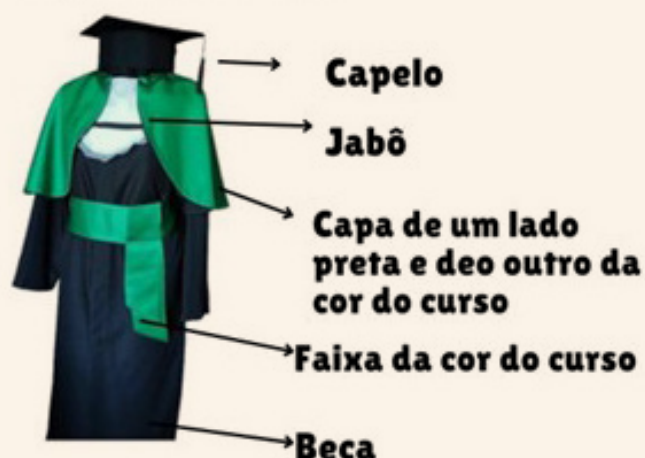 Capelo
Jabô
Capa de um lado
preta e deo outro da
cor do curso
Faixa da cor do curso
Beca